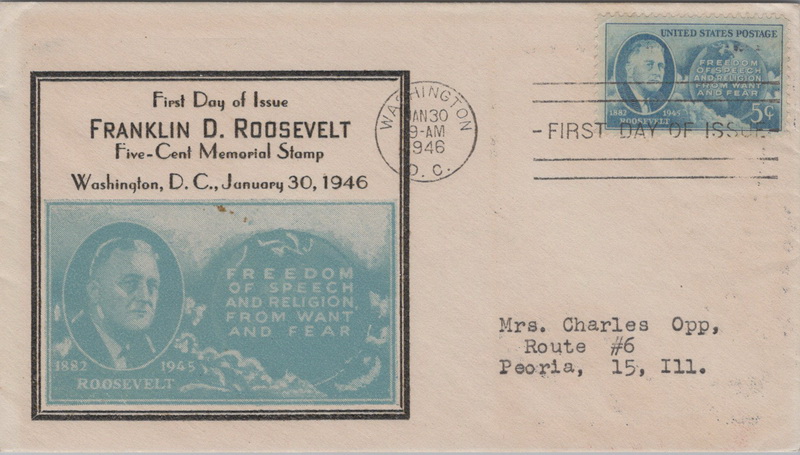 First Day of Issue
FRANKLIN D. ROOSEVELT
Five-Cent Memorial Stamp
Washington, D. C., January 30, 1946
FREEDOM
OF SPEECH
AND RELIGION,
FROM WANT
AND FEAR
1882 1945
ROOSEVELT
WASHINGTON
JAN 30
9-AM
1946
D. C.
UNITED STATES POSTAGE
FREEDOM
OF SPEECH
AND RELIGION,
FROM WANT
AND FEAR
1882 1945
ROOSEVELT
5¢
-FIRST DAY OF ISSUE-
Mrs. Charles Opp,
Route #6
Peoria, 15, Ill.